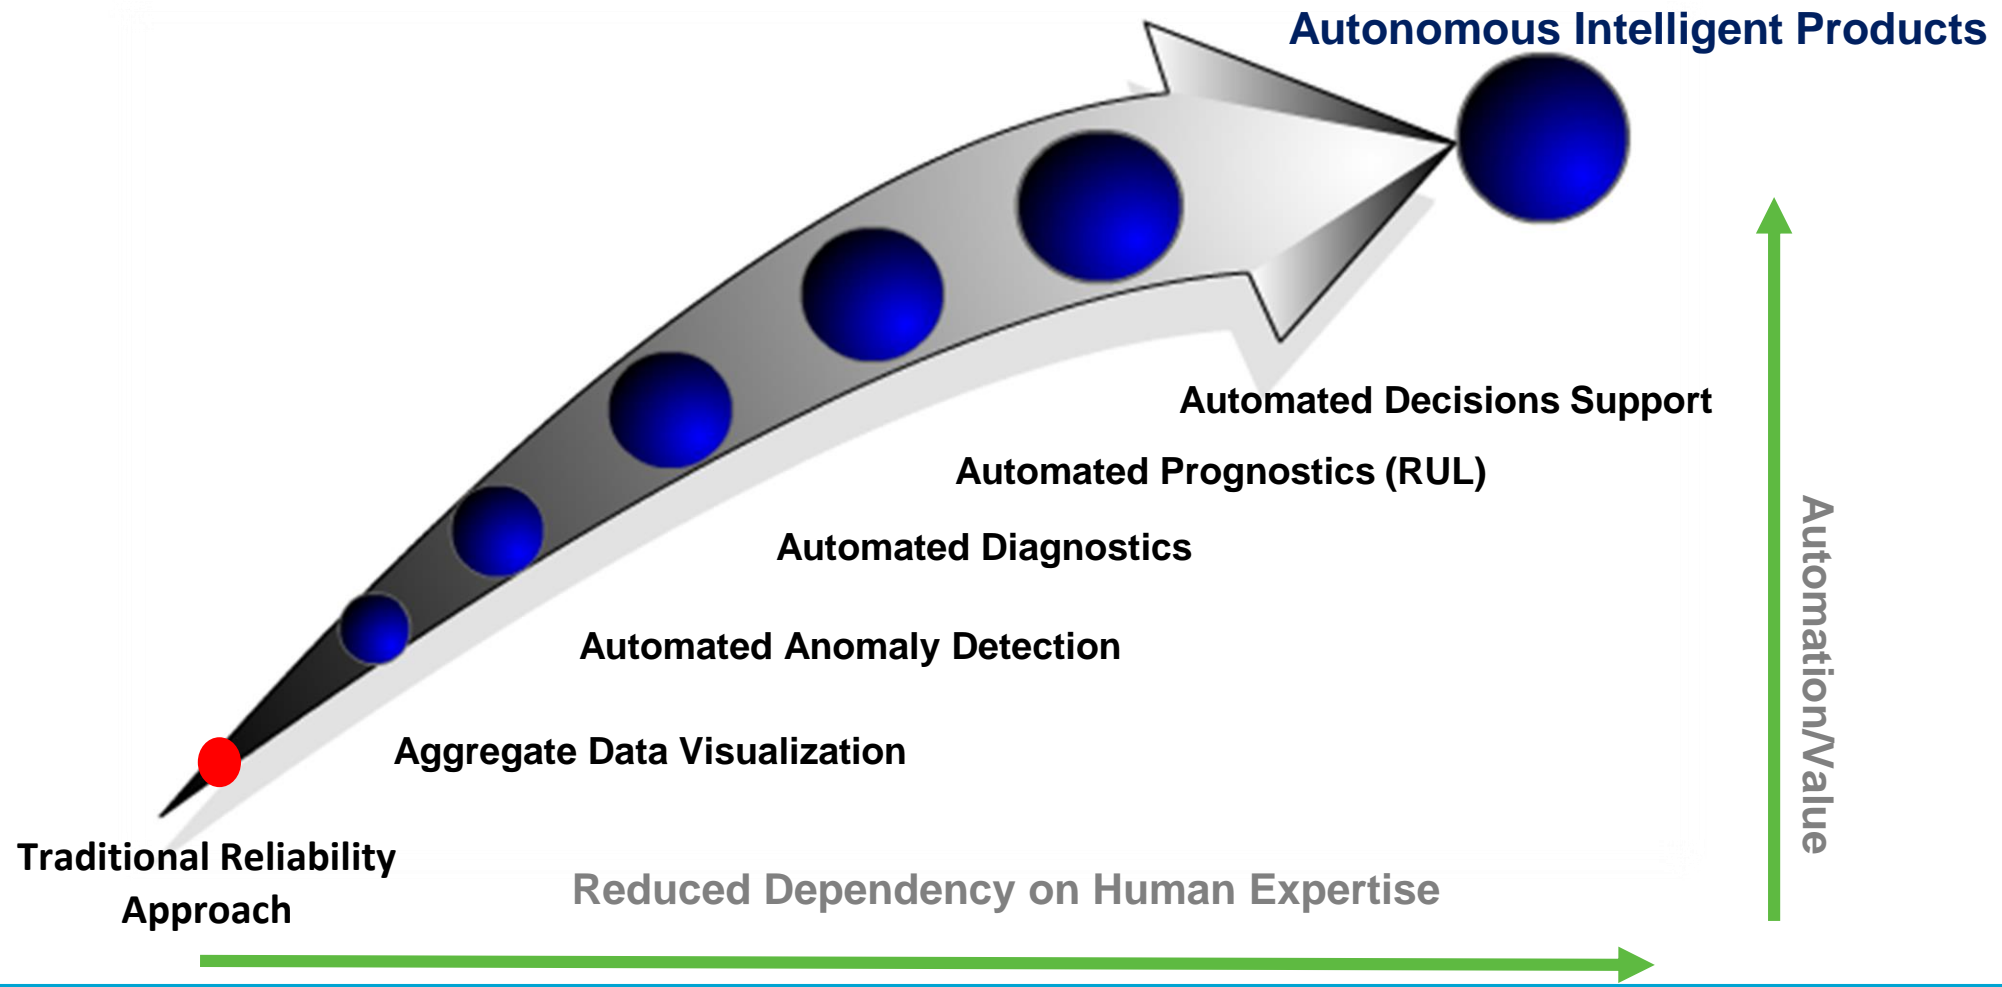 Autonomous Intelligent Products
Automated Decisions Support
Automated Prognostics (RUL)
Automated Diagnostics
Automated Anomaly Detection
Aggregate Data Visualization
Traditional Reliability
Approach
Reduced Dependency on Human Expertise
Automation/Value